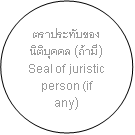 ตราประทับของ
นิติบุคคล (ถ้ามี)
Seal of juristic
person (if
any)